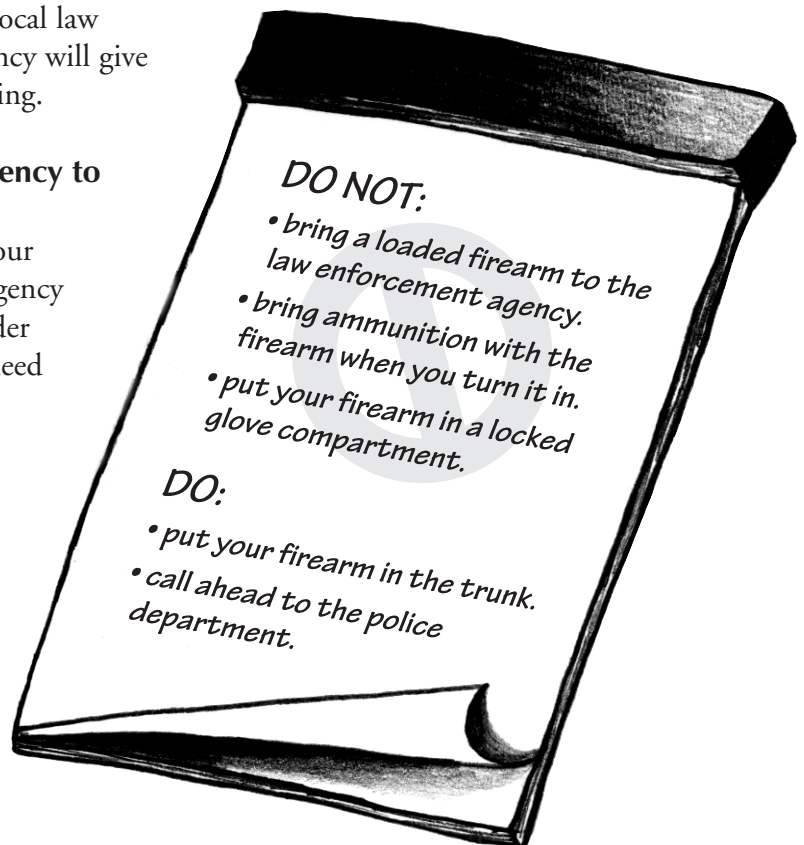 ocal law
ncy will give
ing.
ency to
our
gency
der
eed
DO NOT:
• bring a loaded firearm to the
law enforcement agency.
• bring ammunition with the
firearm when you turn it in.
• put your firearm in a locked
glove compartment.
DO:
• put your firearm in the trunk.
• call ahead to the police
department.